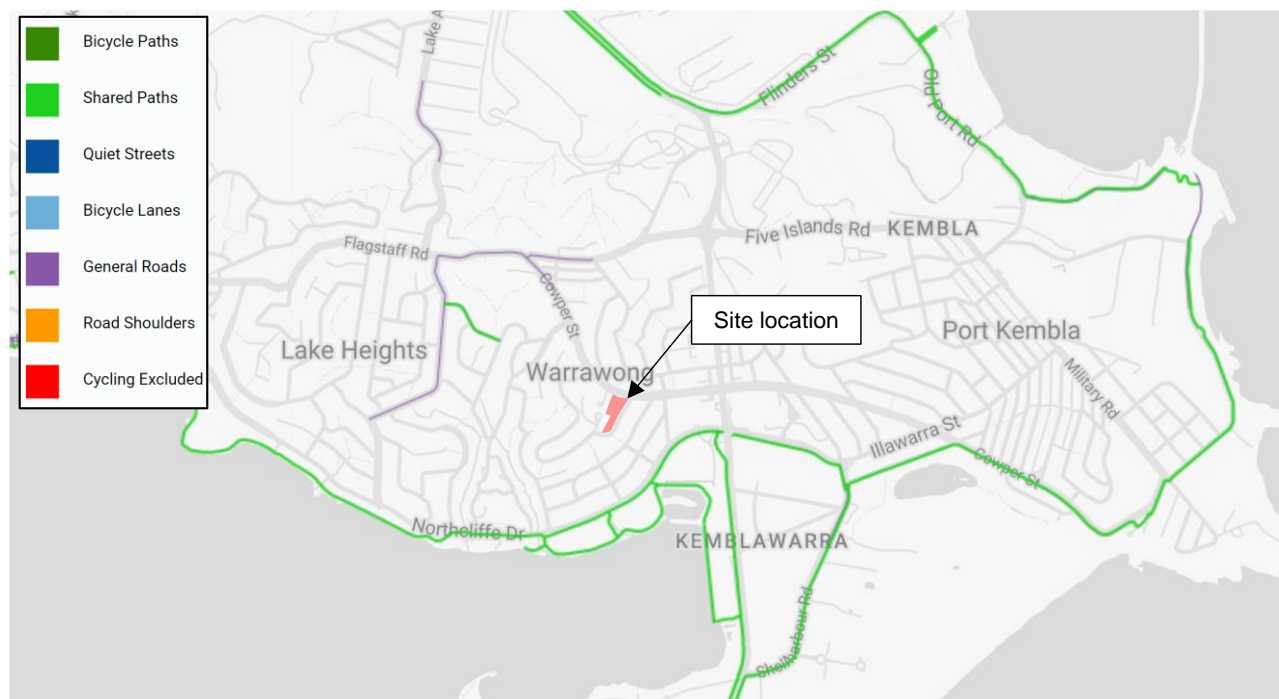 Bicycle Paths
Shared Paths
Quiet Streets
Bicycle Lanes
General Roads
Road Shoulders
Cycling Excluded
Lake A
Flinders St
Old Port Rd
Five Islands Rd
KEMBLA
Flagstaff Rd
Cowper St
Site location
Port Kembla
Lake Heights
Warrawong
Military Rd
Illawarra St
Cowper St
Northcliffe Dr
KEMBLAWARRA
Shellharbour Rd